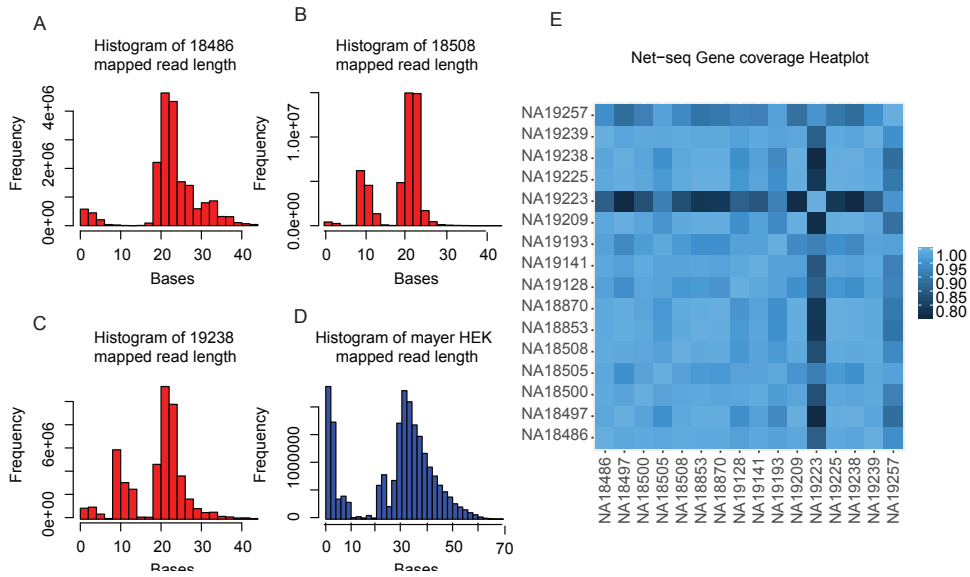 A
Histogram of 18486
mapped read length
Frequency
0e+00
2e+06
4e+06
0 10 20 30 40
Bases
B
Histogram of 18508
mapped read length
Frequency
0.0e+00
1.0e+07
0 10 20 30 40
Bases
C
Histogram of 19238
mapped read length
Frequency
0e+00
6e+06
0 10 20 30 40
Bases
D
Histogram of mayer HEK
mapped read length
Frequency
0
1000000
0 10 30 50 70
Bases
E
Net-seq Gene coverage Heatplot
NA19257
NA19239
NA19238
NA19225
NA19223
NA19209
NA19193
NA19141
NA19128
NA18870
NA18853
NA18508
NA18505
NA18500
NA18497
NA18486
NA18486
NA18497
NA18500
NA18505
NA18508
NA18853
NA18870
NA19128
NA19141
NA19193
NA19209
NA19223
NA19225
NA19238
NA19239
NA19257
1.00
0.95
0.90
0.85
0.80